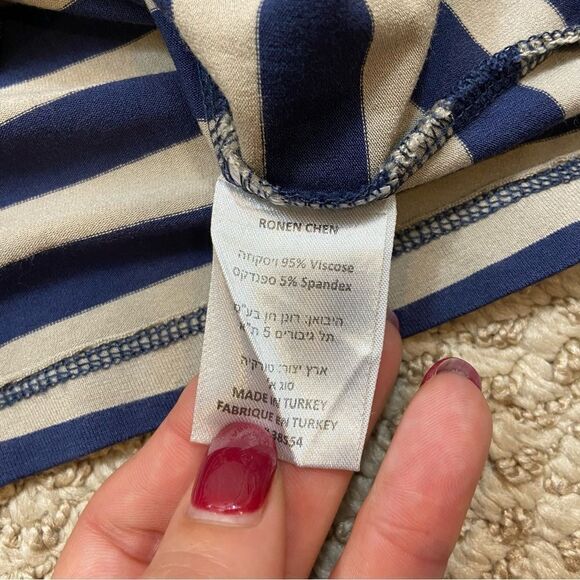 RONEN CHEN
95% Viscose ויסקוזה
5% Spandex ספנדקס
היבואן: רונן חן בע"מ
תל גיבורים 5 ת"א
ארץ יצור: טורקיה
סוג א'
MADE IN TURKEY
FABRIQUE EN TURKEY
38554